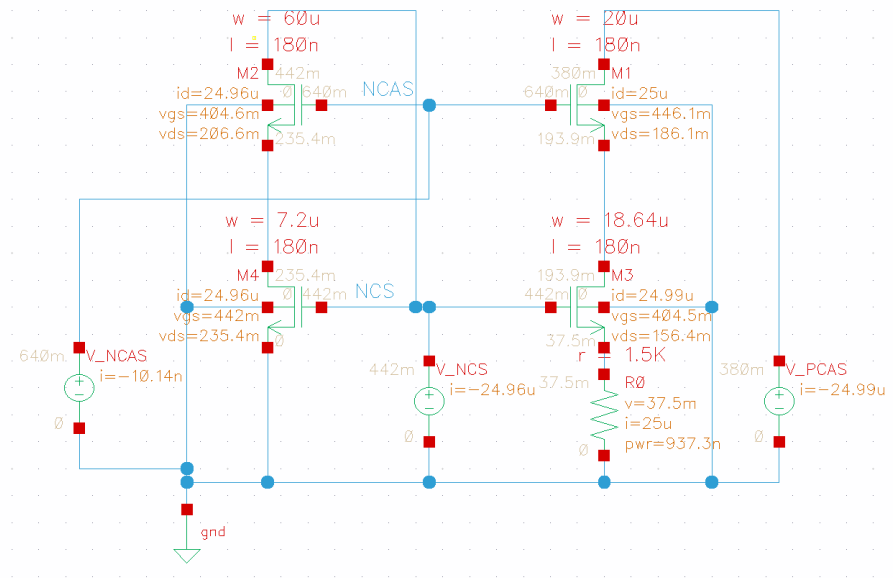 w = 60u
l = 180n
M2
442m
id=24.96u
0
640m
vgs=404.6m
vds=206.6m
235.4m
NCAS
w = 20u
l = 180n
380m
M1
640m
0
id=25u
vgs=446.1m
193.9m
vds=186.1m
w = 7.2u
l = 180n
M4
235.4m
id=24.96u
0
442m
vgs=442m
vds=235.4m
0
NCS
w = 18.64u
l = 180n
193.9m
M3
442m
0
id=24.99u
vgs=404.5m
37.5m
vds=156.4m
640m
V_NCAS
i=-10.14n
0
442m
V_NCS
i=-24.96u
0
r = 1.5K
37.5m
R0
v=37.5m
i=25u
0
pwr=937.3n
380m
V_PCAS
i=-24.99u
0
gnd